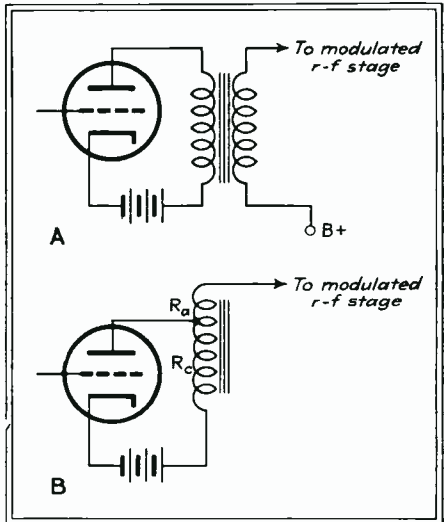 To modulated
r-f stage
A
B+
To modulated
r-f stage
Ra
Rc
B